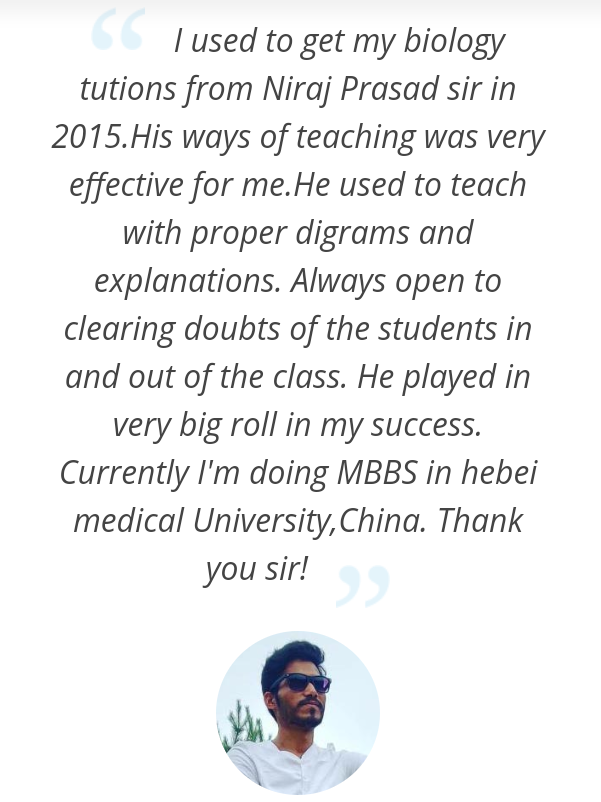 “ I used to get my biology
tutions from Niraj Prasad sir in
2015.His ways of teaching was very
effective for me.He used to teach
with proper digrams and
explanations. Always open to
clearing doubts of the students in
and out of the class. He played in
very big roll in my success.
Currently I'm doing MBBS in hebei
medical University,China. Thank
you sir! ”